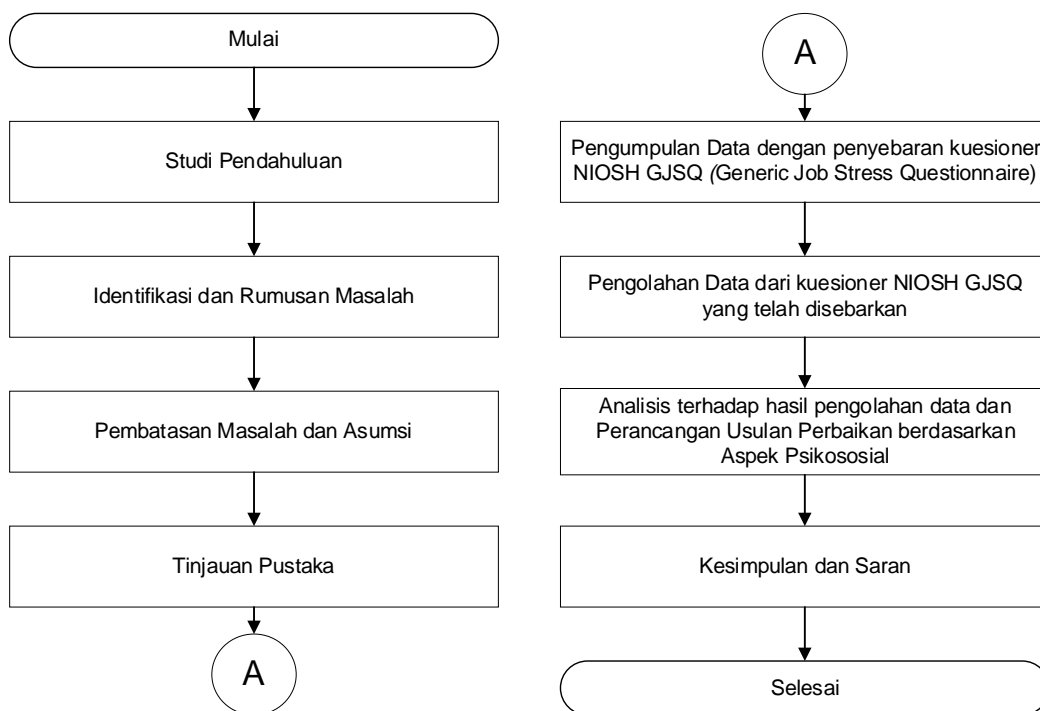 Mulai
Studi Pendahuluan
Identifikasi dan Rumusan Masalah
Pembatasan Masalah dan Asumsi
Tinjauan Pustaka
A
A
Pengumpulan Data dengan penyebaran kuesioner
NIOSH GJSQ (Generic Job Stress Questionnaire)
Pengolahan Data dari kuesioner NIOSH GJSQ
yang telah disebarkan
Analisis terhadap hasil pengolahan data dan
Perancangan Usulan Perbaikan berdasarkan
Aspek Psikososial
Kesimpulan dan Saran
Selesai